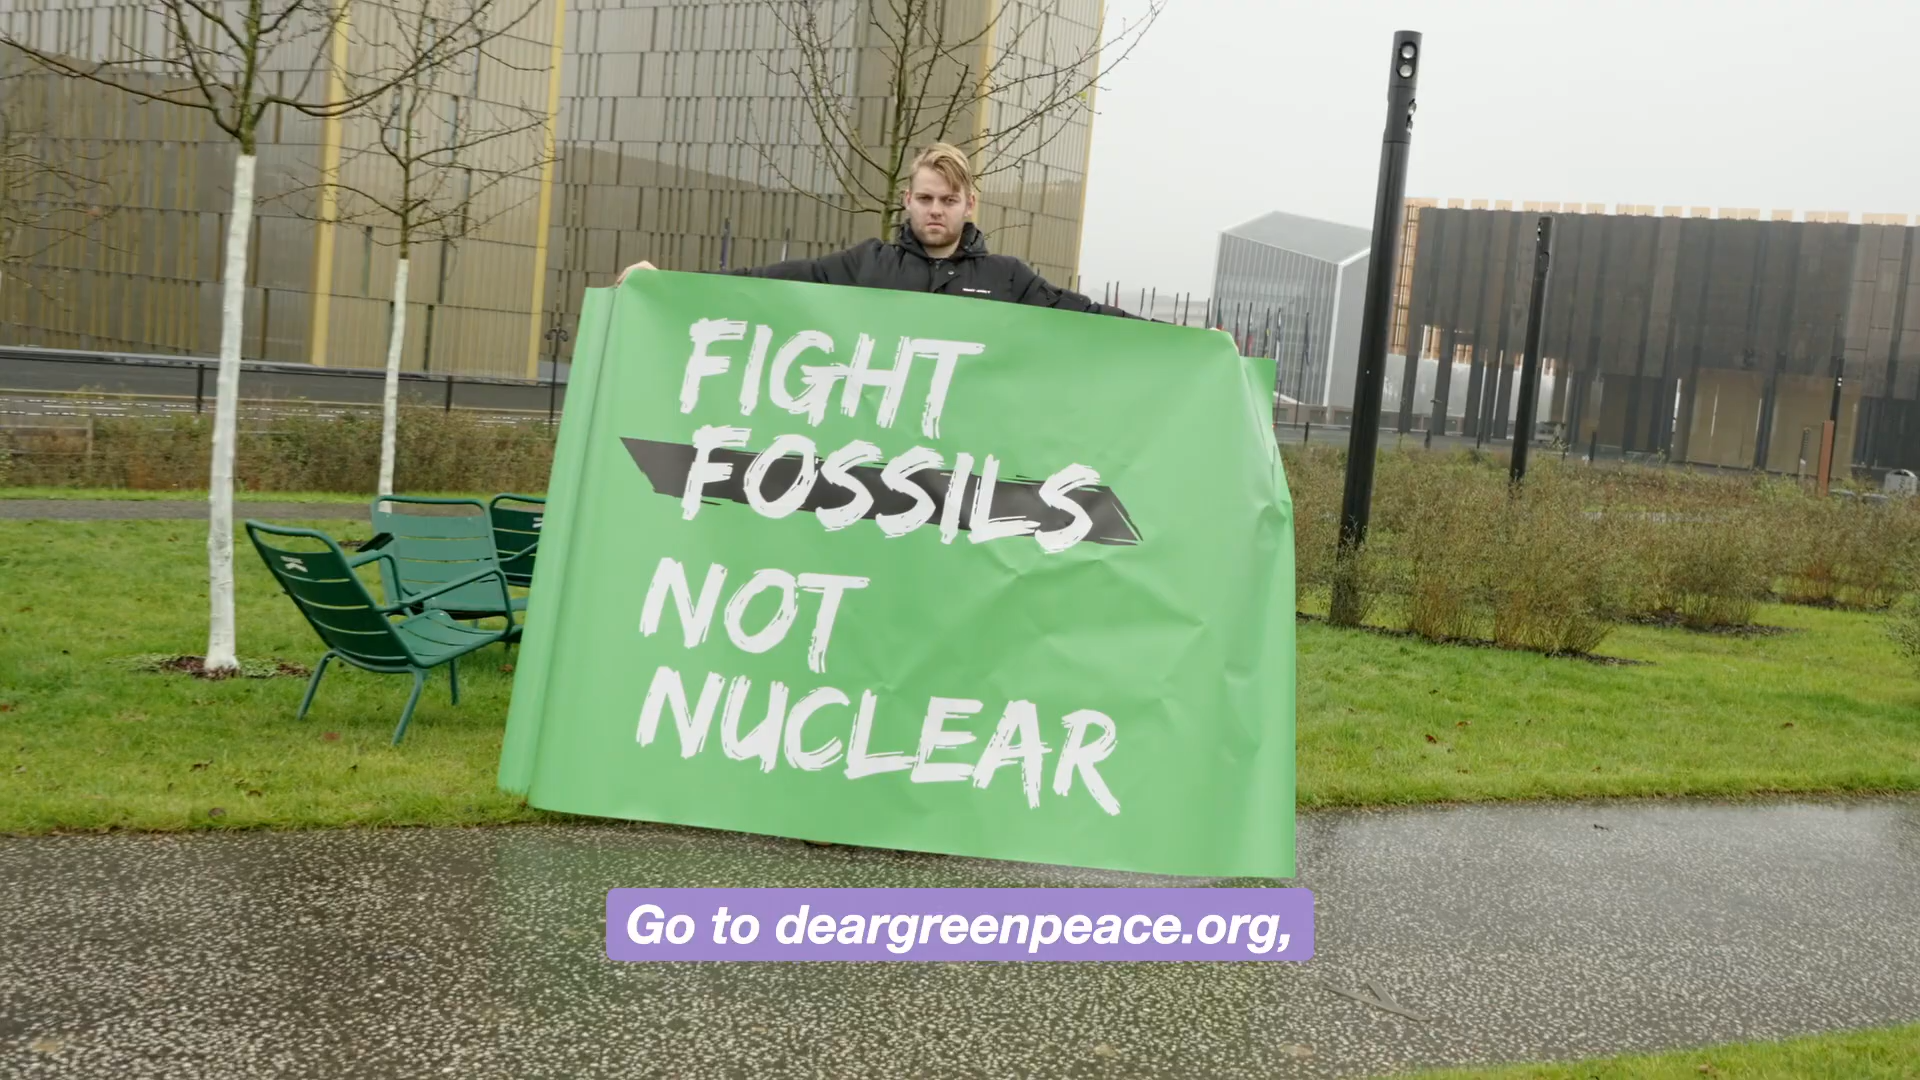 FIGHT
FOSSILS
NOT
NUCLEAR
Go to deargreenpeace.org,